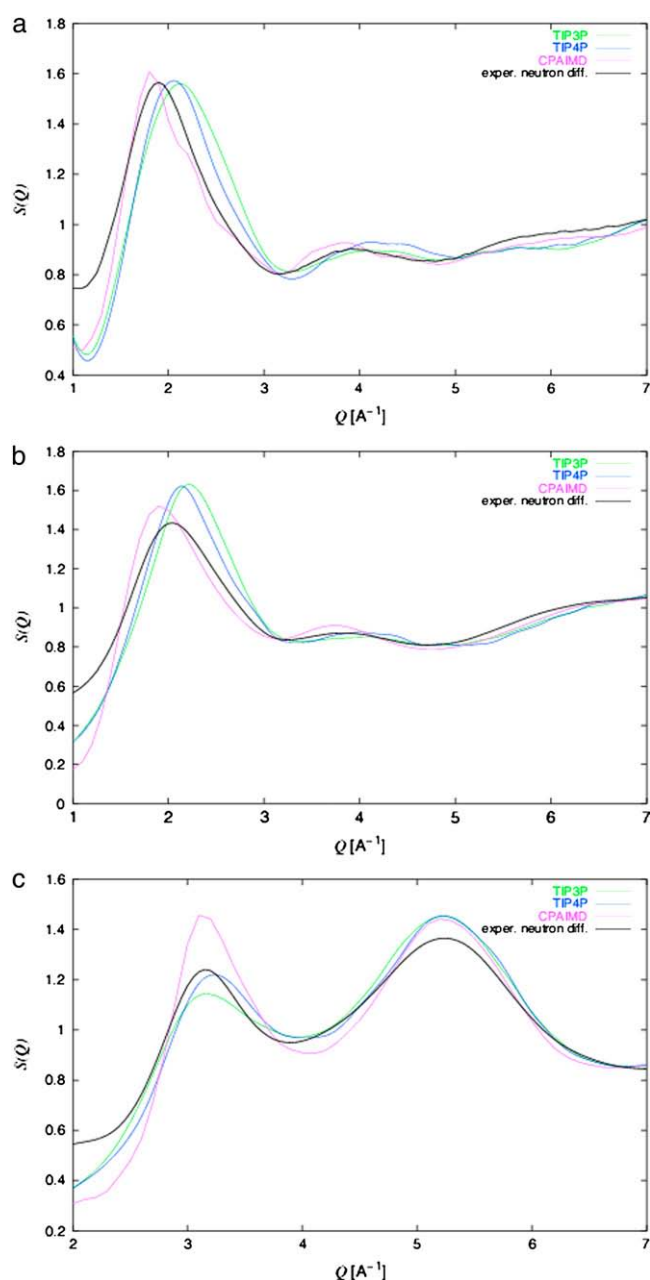 a
1.8
1.6
1.4
1.2
1
0.8
0.6
0.4
S(Q)
TIP3P
TIP4P
CPAIMD
exper. neutron diff.
1 2 3 4 5 6 7
Q [A⁻¹]
b
1.8
1.6
1.4
1.2
1
0.8
0.6
0.4
0.2
0
S(Q)
TIP3P
TIP4P
CPAIMD
exper. neutron diff.
1 2 3 4 5 6 7
Q [A⁻¹]
c
1.6
1.4
1.2
1
0.8
0.6
0.4
0.2
S(Q)
TIP3P
TIP4P
CPAIMD
exper. neutron diff.
2 3 4 5 6 7
Q [A⁻¹]